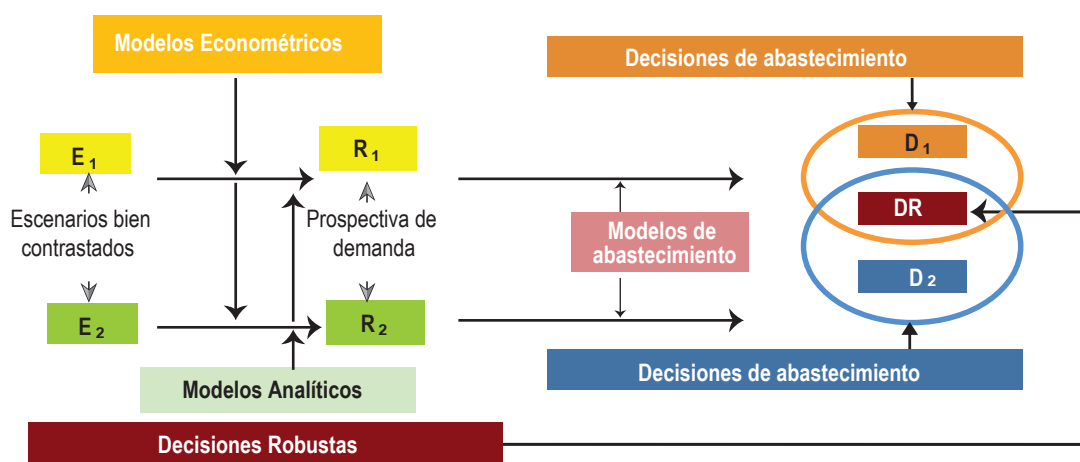 Modelos Econométricos
Decisiones de abastecimiento
E1
R1
D1
Escenarios bien
contrastados
Prospectiva de
demanda
Modelos de
abastecimiento
DR
E2
R2
D2
Modelos Analíticos
Decisiones de abastecimiento
Decisiones Robustas